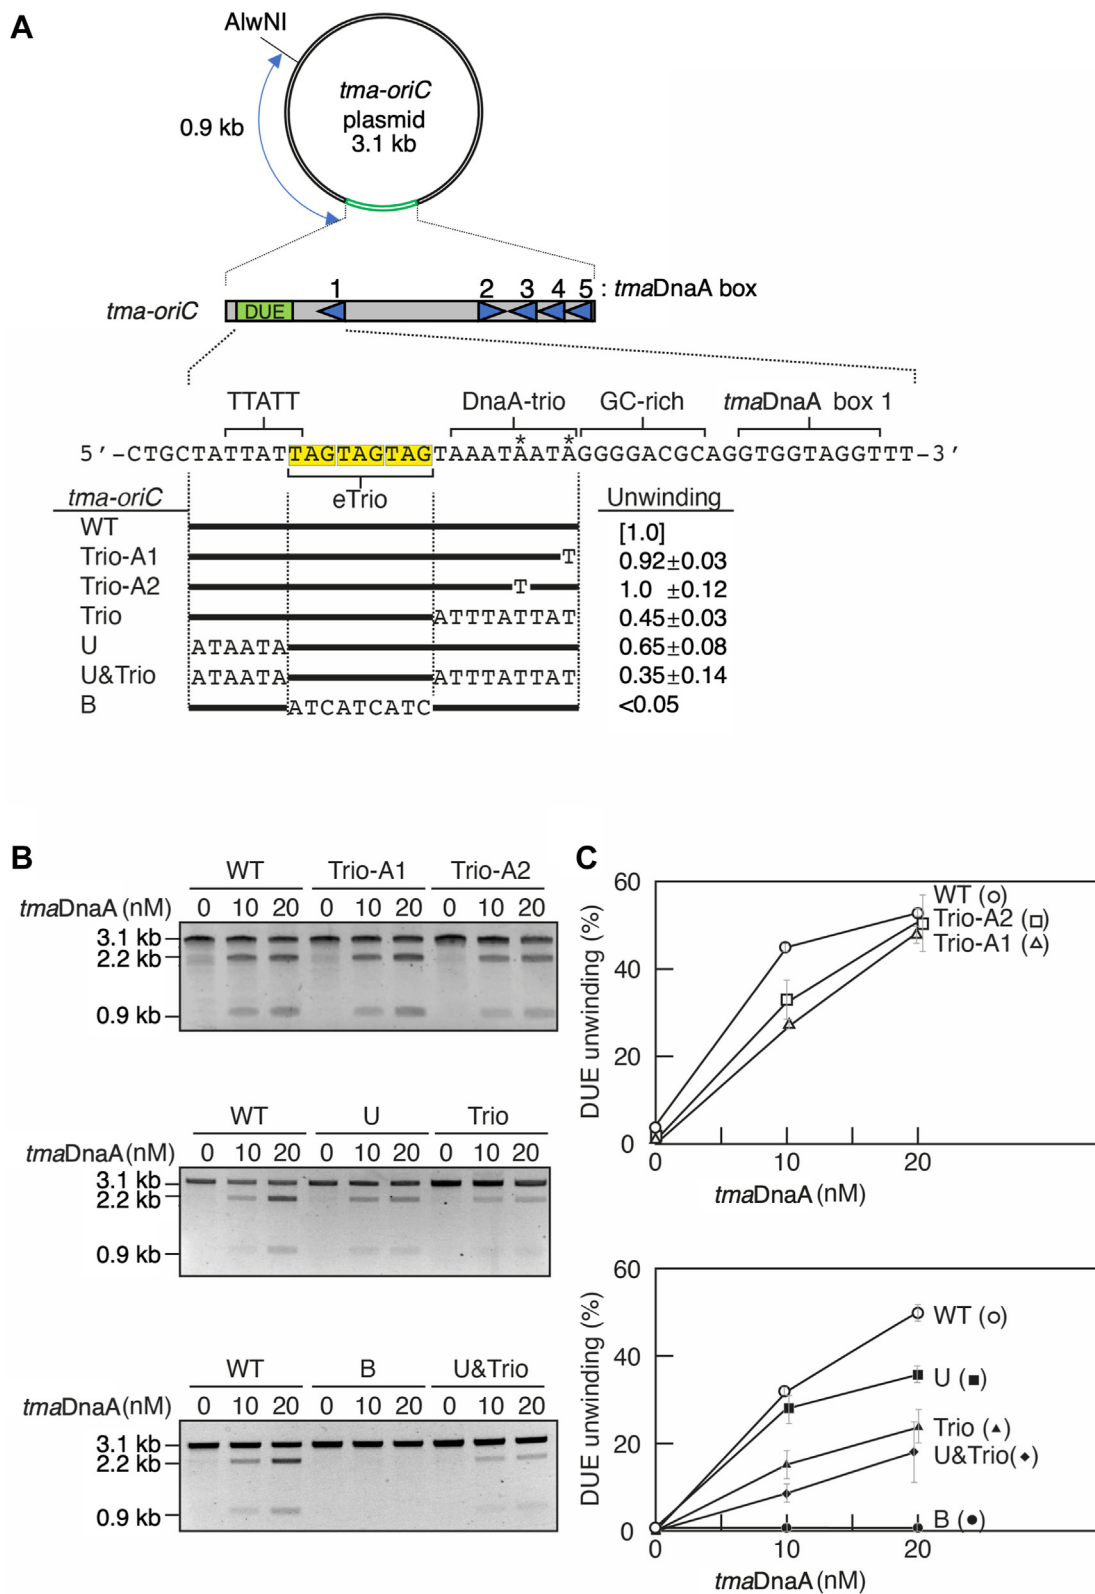 A
AlwNI
0.9 kb
tma-oriC
plasmid
3.1 kb
1 2 3 4 5 : tmaDnaA box
tma-oriC DUE
TTATT DnaA-trio GC-rich tmaDnaA box 1
* *
5′-CTGCTATTATTAGTAGTAGTAAATAATAGGGGACGCAGGTGGTAGGTTT-3′
eTrio
tma-oriC Unwinding
WT [1.0]
Trio-A1 T 0.92±0.03
Trio-A2 T 1.0 ±0.12
Trio ATTTATTAT 0.45±0.03
U ATAATA 0.65±0.08
U&Trio ATAATA ATTTATTAT 0.35±0.14
B ATCATCATC <0.05
B
WT Trio-A1 Trio-A2
tmaDnaA (nM) 0 10 20 0 10 20 0 10 20
3.1 kb
2.2 kb
0.9 kb
WT U Trio
tmaDnaA (nM) 0 10 20 0 10 20 0 10 20
3.1 kb
2.2 kb
0.9 kb
WT B U&Trio
tmaDnaA (nM) 0 10 20 0 10 20 0 10 20
3.1 kb
2.2 kb
0.9 kb
C
DUE unwinding (%)
60
40
20
0
WT (○)
Trio-A2 (□)
Trio-A1 (△)
0 10 20
tmaDnaA (nM)
DUE unwinding (%)
60
40
20
0
WT (○)
U (■)
Trio (▲)
U&Trio(◆)
B (●)
0 10 20
tmaDnaA (nM)